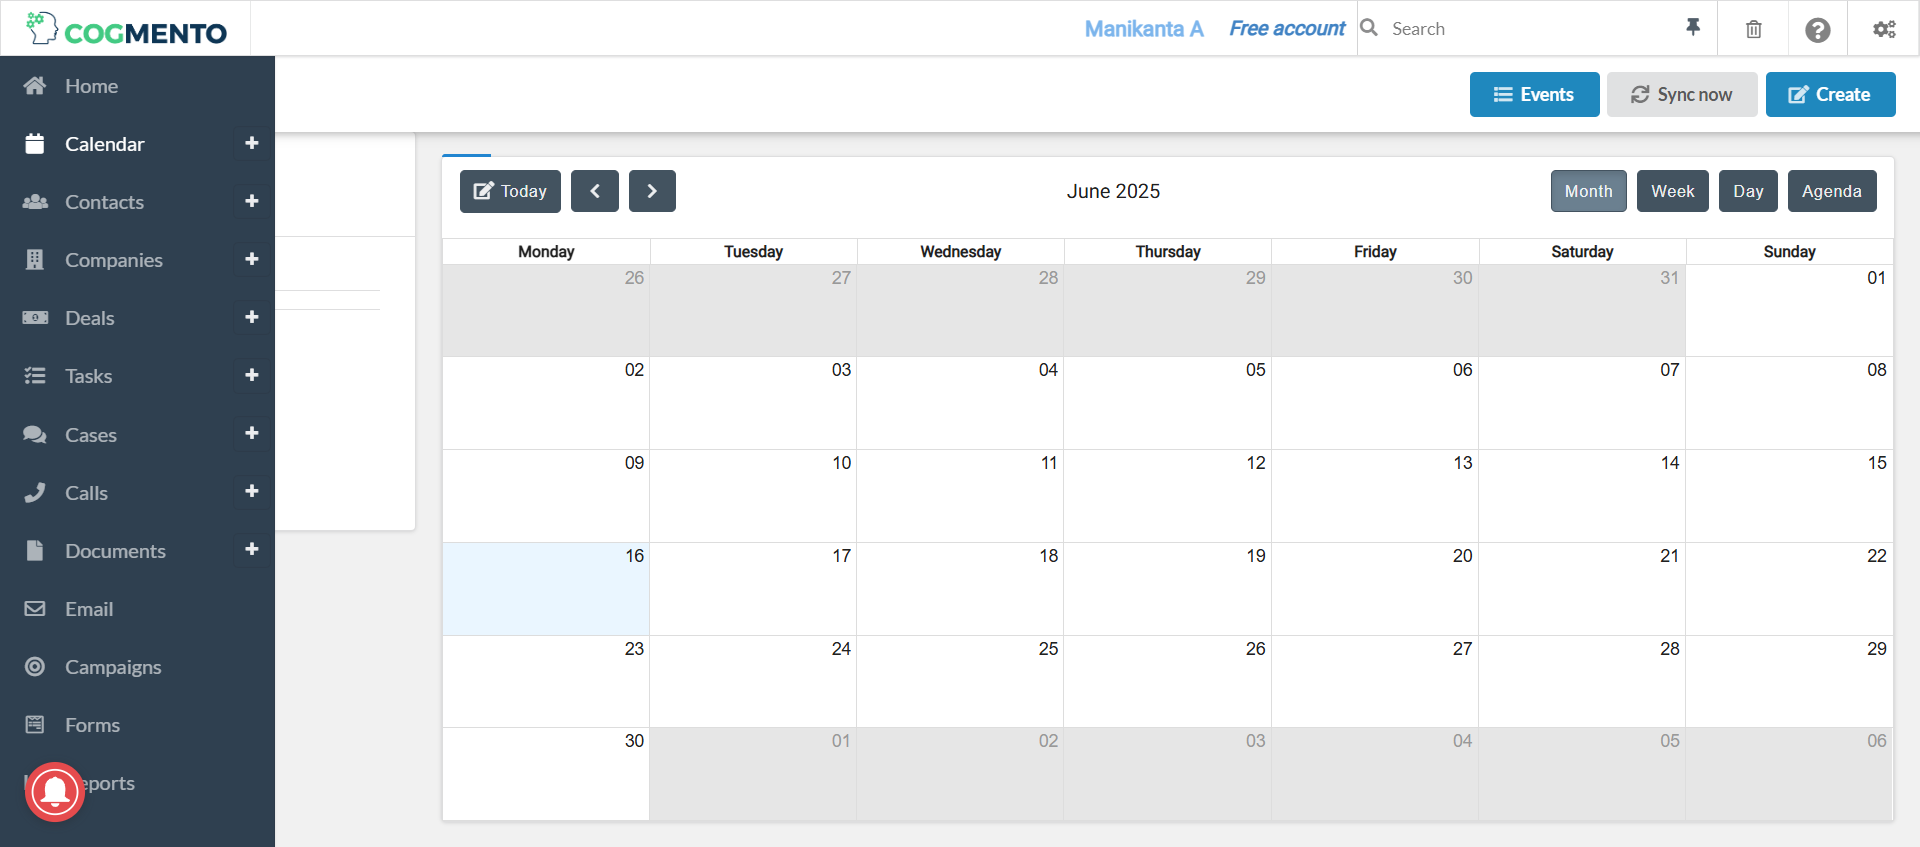 COGMENTO
Manikanta A
Free account
Search
Home
Calendar
Contacts
Companies
Deals
Tasks
Cases
Calls
Documents
Email
Campaigns
Forms
eports
Events
Sync now
Create
Today
June 2025
Month Week Day Agenda
Monday Tuesday Wednesday Thursday Friday Saturday Sunday
26 27 28 29 30 31 01
02 03 04 05 06 07 08
09 10 11 12 13 14 15
16 17 18 19 20 21 22
23 24 25 26 27 28 29
30 01 02 03 04 05 06